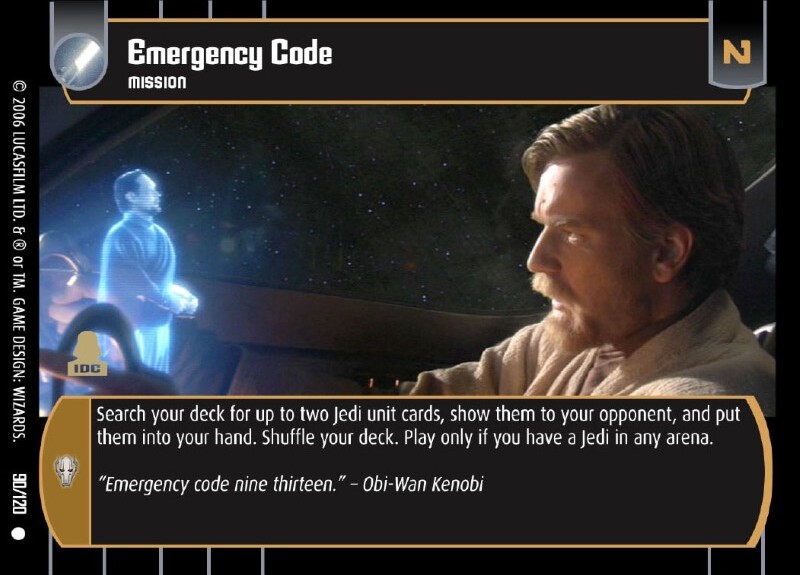 Emergency Code
MISSION
N
© 2006 LUCASFILM LTD. & ® or TM. GAME DESIGN: WIZARDS.
IDC
Search your deck for up to two Jedi unit cards, show them to your opponent, and put
them into your hand. Shuffle your deck. Play only if you have a Jedi in any arena.
“Emergency code nine thirteen.” – Obi-Wan Kenobi
90/120